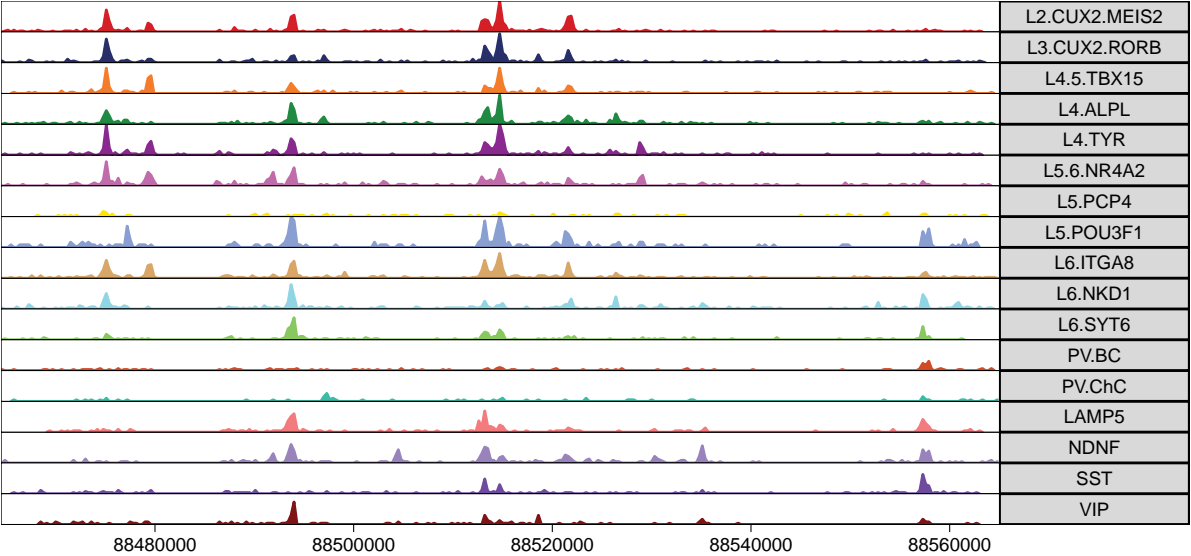 L2.CUX2.MEIS2
L3.CUX2.RORB
L4.5.TBX15
L4.ALPL
L4.TYR
L5.6.NR4A2
L5.PCP4
L5.POU3F1
L6.ITGA8
L6.NKD1
L6.SYT6
PV.BC
PV.ChC
LAMP5
NDNF
SST
VIP
88480000 88500000 88520000 88540000 88560000